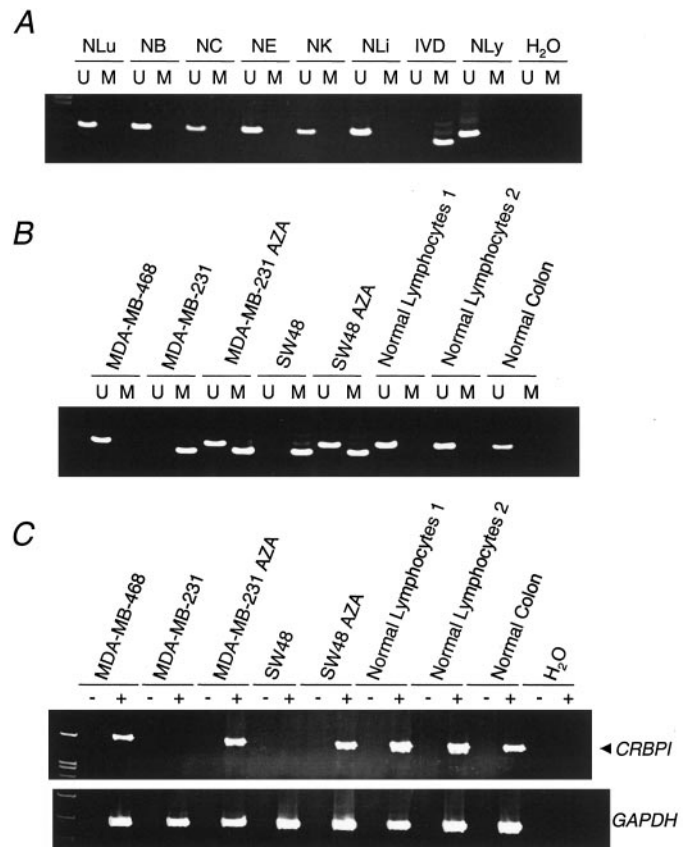 A
NLu NB NC NE NK NLi IVD NLy H₂O
U M U M U M U M U M U M U M U M U M
B
MDA-MB-468 MDA-MB-231 MDA-MB-231 AZA SW48 SW48 AZA Normal Lymphocytes 1 Normal Lymphocytes 2 Normal Colon
U M U M U M U M U M U M U M U M
C
MDA-MB-468 MDA-MB-231 MDA-MB-231 AZA SW48 SW48 AZA Normal Lymphocytes 1 Normal Lymphocytes 2 Normal Colon H₂O
- + - + - + - + - + - + - + - + - +
CRBPI
GAPDH